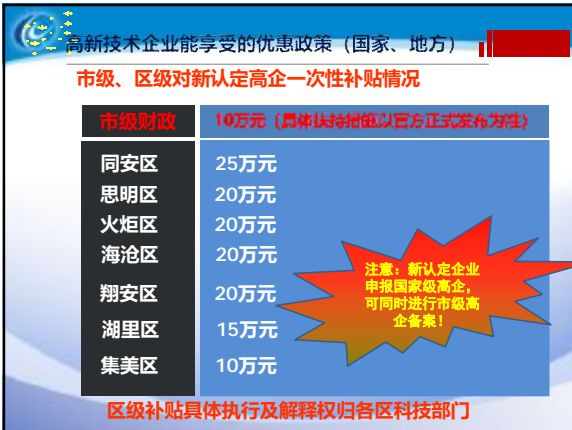 高新技术企业能享受的优惠政策（国家、地方）
市级、区级对新认定高企一次性补贴情况
市级财政 10万元（具体扶持措施以官方正式发布为准）
同安区 25万元
思明区 20万元
火炬区 20万元
海沧区 20万元
翔安区 20万元
湖里区 15万元
集美区 10万元
注意：新认定企业
申报国家级高企，
可同时进行市级高
企备案！
区级补贴具体执行及解释权归各区科技部门